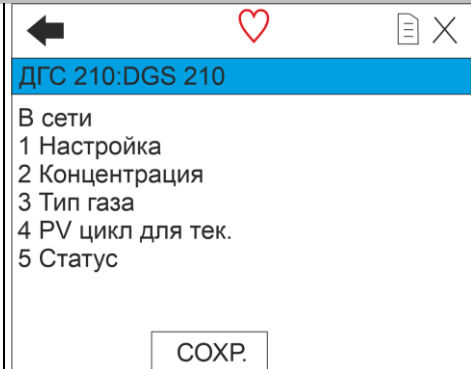 ДГС 210:DGS 210
В сети
1 Настройка
2 Концентрация
3 Тип газа
4 PV цикл для тек.
5 Статус
СОХР.